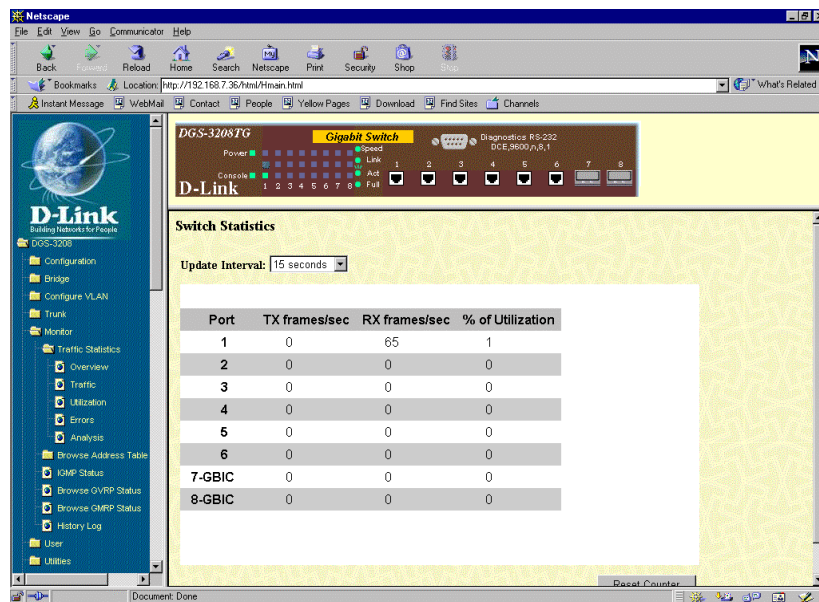 Netscape
File Edit View Go Communicator Help
Back Forward Reload Home Search Netscape Print Security Shop Stop
Bookmarks Location: http://192.168.7.36/html/Hmain.html What's Related
Instant Message WebMail Contact People Yellow Pages Download Find Sites Channels
D-Link
Building Networks for People
DGS-3208
Configuration
Bridge
Configure VLAN
Trunk
Monitor
Traffic Statistics
Overview
Traffic
Utilization
Errors
Analysis
Browse Address Table
IGMP Status
Browse GVRP Status
Browse GMRP Status
History Log
User
Utilities
DGS-3208TG Gigabit Switch
Diagnostics RS-232
DCE,9600,n,8,1
Power
Console
Speed
Link
Act
Full
1 2 3 4 5 6 7 8
D-Link 1 2 3 4 5 6 7 8
Switch Statistics
Update Interval: 15 seconds
Port TX frames/sec RX frames/sec % of Utilization
1 0 65 1
2 0 0 0
3 0 0 0
4 0 0 0
5 0 0 0
6 0 0 0
7-GBIC 0 0 0
8-GBIC 0 0 0
Reset Counter
Document: Done